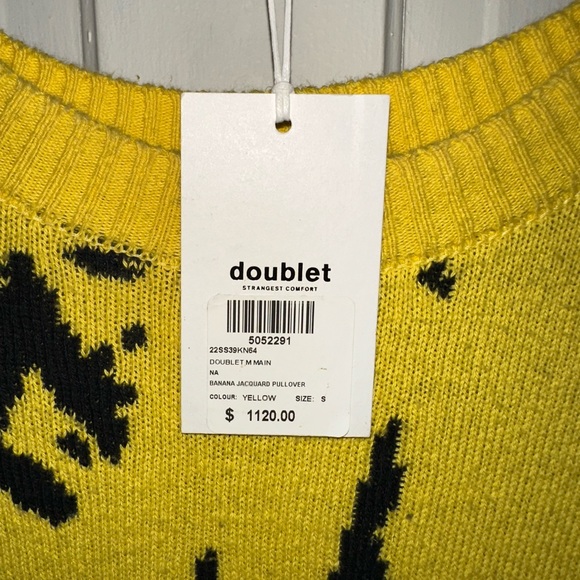 doublet
STRANGEST COMFORT
5052291
22SS39KN64
DOUBLET M MAIN
NA
BANANA JACQUARD PULLOVER
COLOUR: YELLOW SIZE: S
$ 1120.00